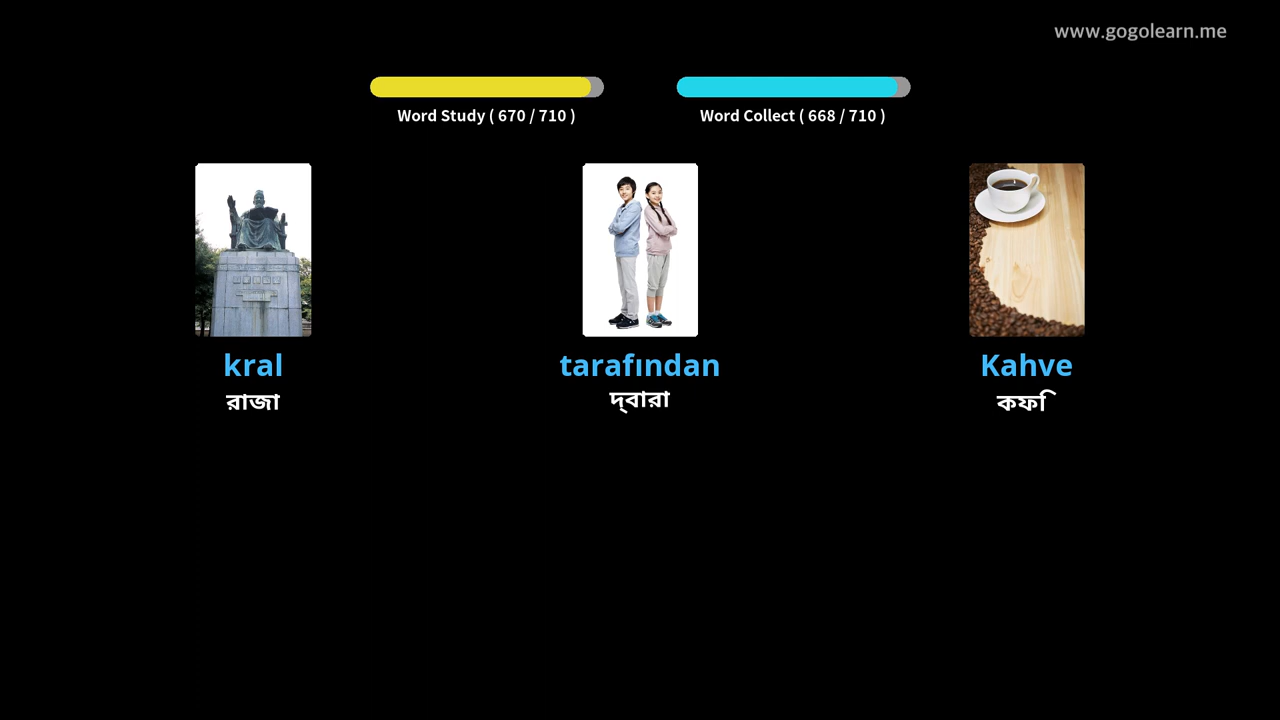 www.gogolearn.me
Word Study ( 670 / 710 )
Word Collect ( 668 / 710 )
kral
tarafından
Kahve
রাজা
দ্বারা
কফি